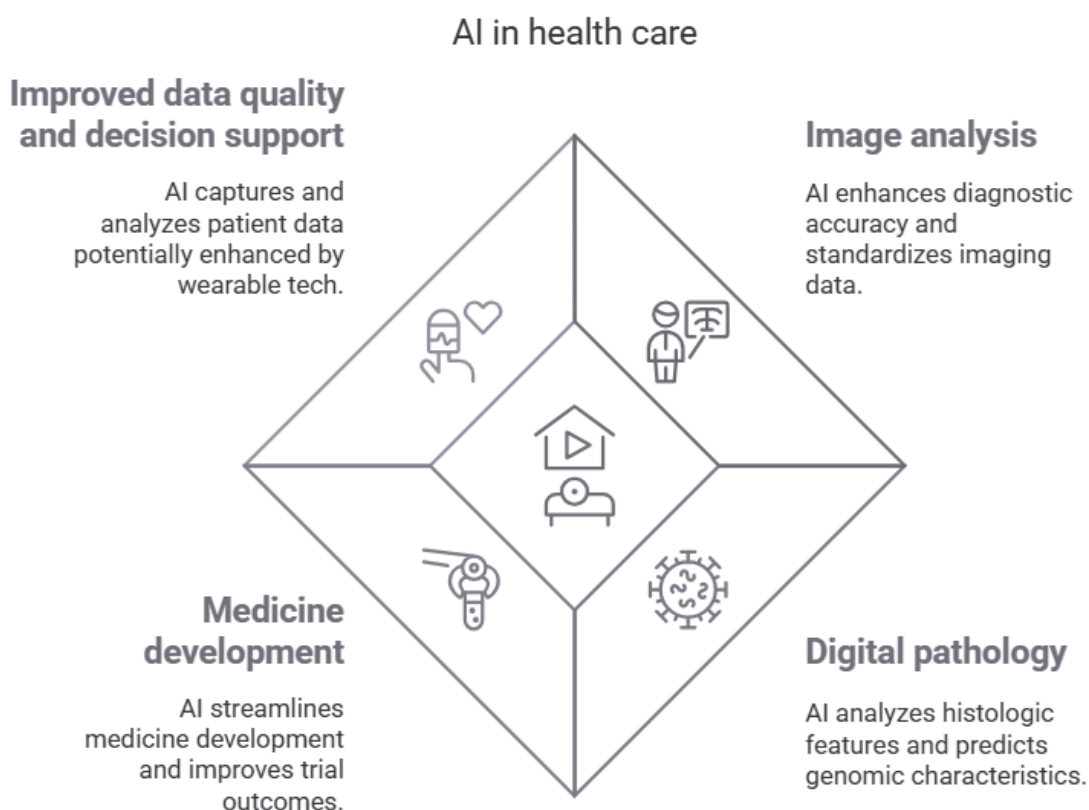 AI in health care
Improved data quality
and decision support
AI captures and
analyzes patient data
potentially enhanced by
wearable tech.
Image analysis
AI enhances diagnostic
accuracy and
standardizes imaging
data.
Medicine
development
AI streamlines
medicine development
and improves trial
outcomes.
Digital pathology
AI analyzes histologic
features and predicts
genomic characteristics.